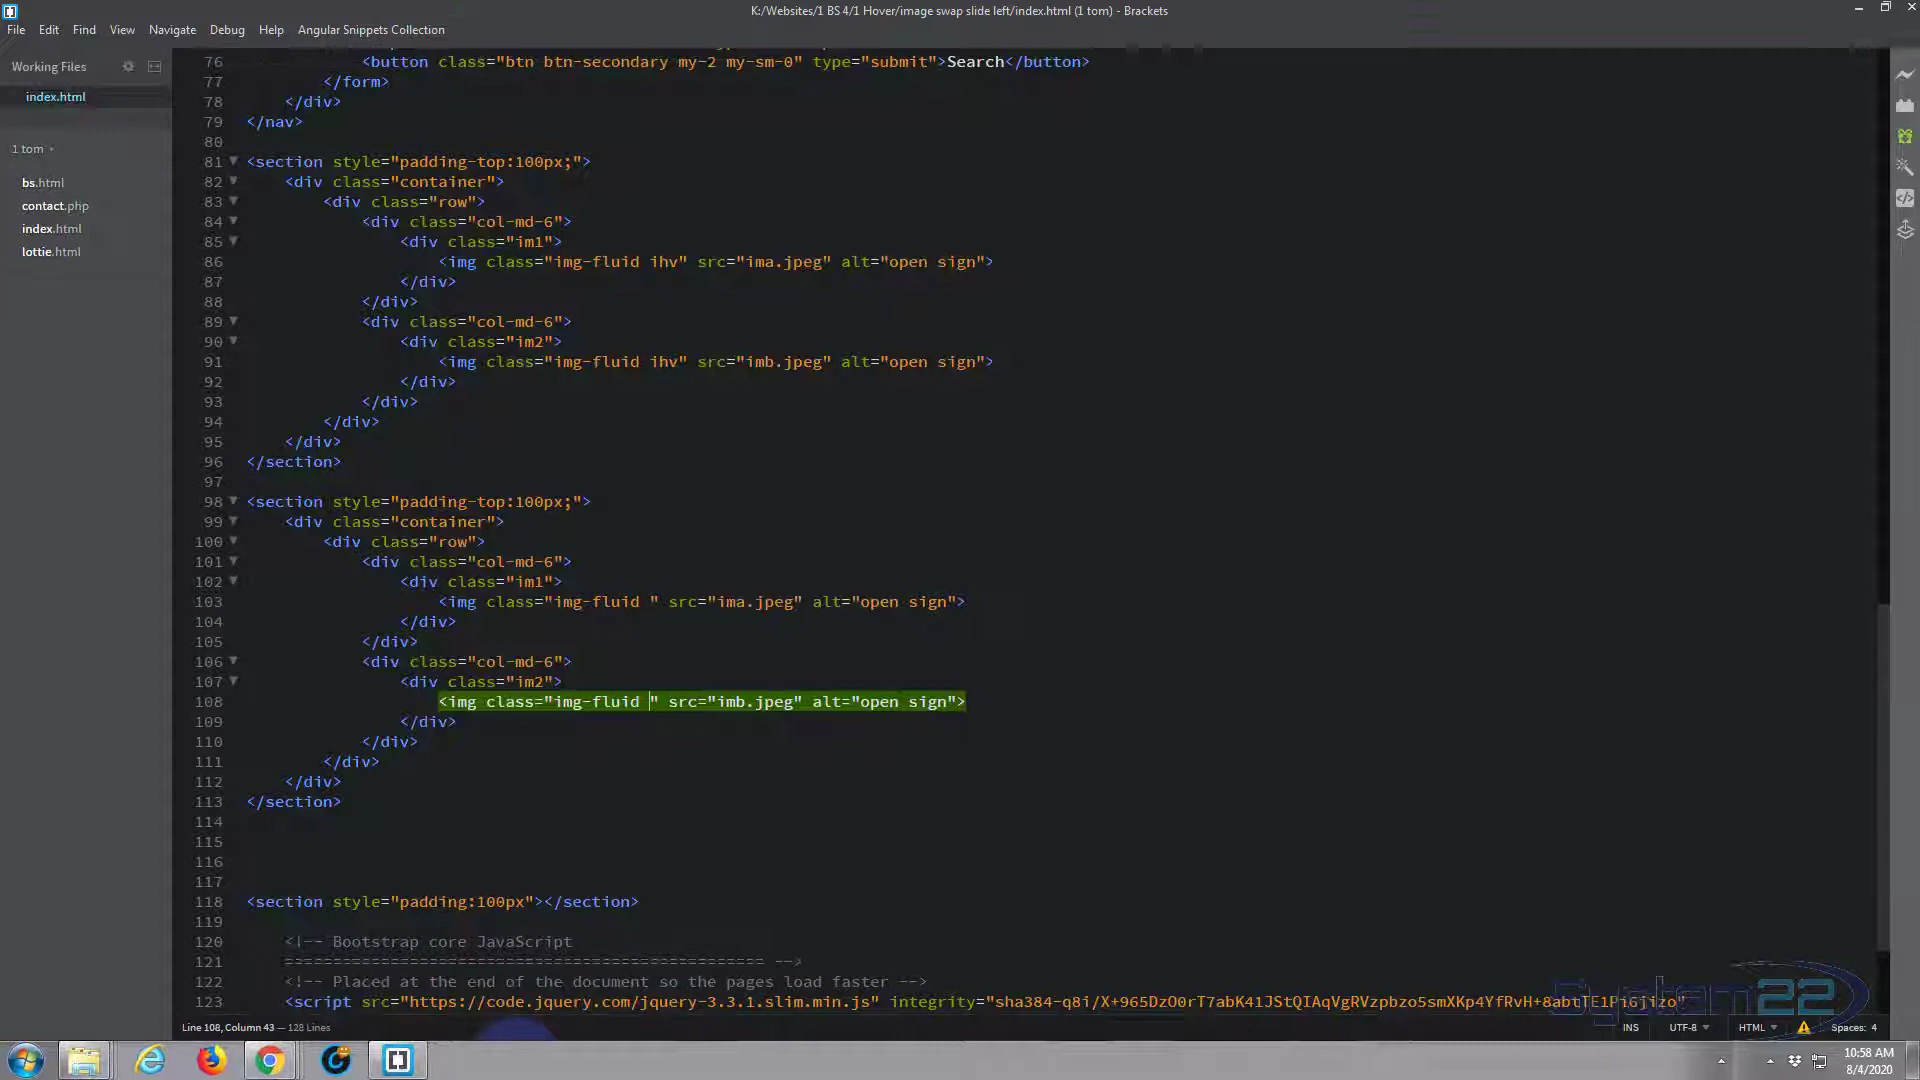 K:/Websites/1 BS 4/1 Hover/image swap slide left/index.html (1 tom) - Brackets
File Edit Find View Navigate Debug Help Angular Snippets Collection
Working Files
index.html
1 tom
bs.html
contact.php
index.html
lottie.html
76 <button class="btn btn-secondary my-2 my-sm-0" type="submit">Search</button>
77 </form>
78 </div>
79 </nav>
80
81 <section style="padding-top:100px;">
82 <div class="container">
83 <div class="row">
84 <div class="col-md-6">
85 <div class="im1">
86 <img class="img-fluid ihv" src="ima.jpeg" alt="open sign">
87 </div>
88 </div>
89 <div class="col-md-6">
90 <div class="im2">
91 <img class="img-fluid ihv" src="imb.jpeg" alt="open sign">
92 </div>
93 </div>
94 </div>
95 </div>
96 </section>
97
98 <section style="padding-top:100px;">
99 <div class="container">
100 <div class="row">
101 <div class="col-md-6">
102 <div class="im1">
103 <img class="img-fluid " src="ima.jpeg" alt="open sign">
104 </div>
105 </div>
106 <div class="col-md-6">
107 <div class="im2">
108 <img class="img-fluid " src="imb.jpeg" alt="open sign">
109 </div>
110 </div>
111 </div>
112 </div>
113 </section>
114
115
116
117
118 <section style="padding:100px"></section>
119
120 <!-- Bootstrap core JavaScript
121 ================================================== -->
122 <!-- Placed at the end of the document so the pages load faster -->
123 <script src="https://code.jquery.com/jquery-3.3.1.slim.min.js" integrity="sha384-q8i/X+965DzO0rT7abK41JStQIAqVgRVzpbzo5smXKp4YfRvH+8abtTE1Pi6jizo"
System22
Line 108, Column 43 — 128 Lines
INS UTF-8 HTML Spaces: 4
10:58 AM
8/4/2020